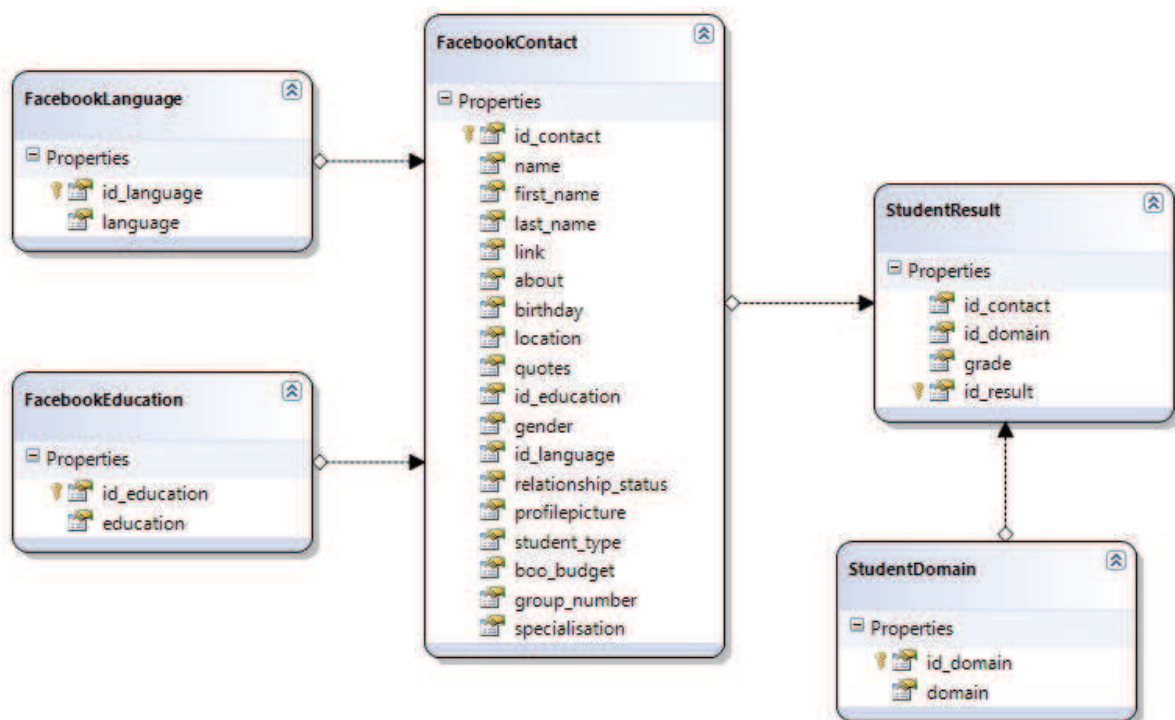 FacebookLanguage
Properties
id_language
language
FacebookEducation
Properties
id_education
education
FacebookContact
Properties
id_contact
name
first_name
last_name
link
about
birthday
location
quotes
id_education
gender
id_language
relationship_status
profilepicture
student_type
boo_budget
group_number
specialisation
StudentResult
Properties
id_contact
id_domain
grade
id_result
StudentDomain
Properties
id_domain
domain